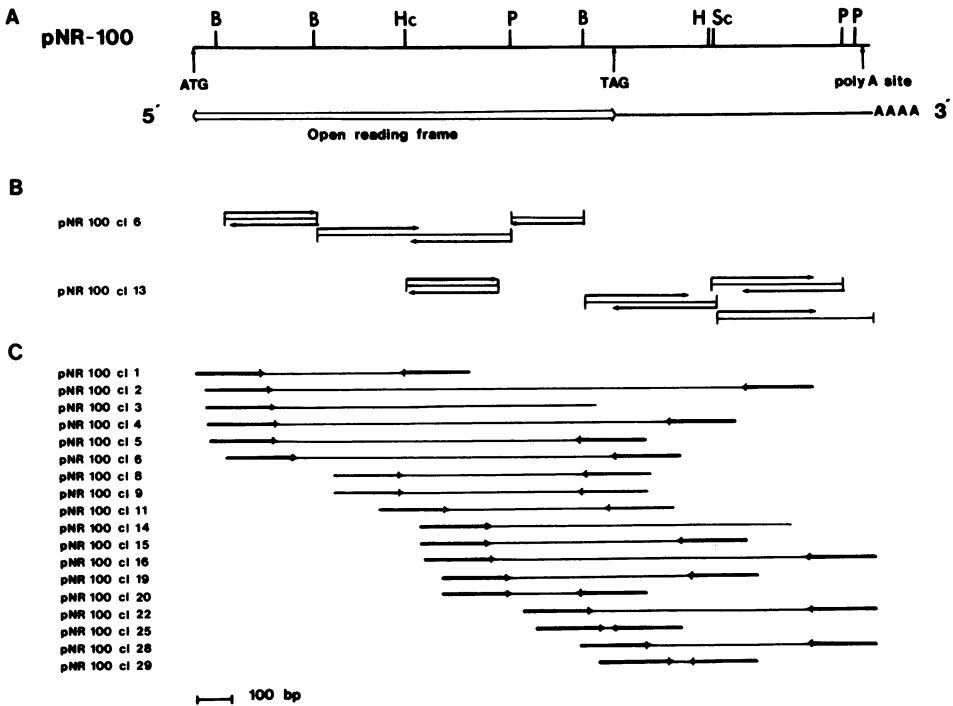 A
B B Hc P B H Sc P P
pNR-100
ATG TAG poly A site
5´ AAAA 3´
Open reading frame
B
pNR 100 cl 6
pNR 100 cl 13
C
pNR 100 cl 1
pNR 100 cl 2
pNR 100 cl 3
pNR 100 cl 4
pNR 100 cl 5
pNR 100 cl 6
pNR 100 cl 8
pNR 100 cl 9
pNR 100 cl 11
pNR 100 cl 14
pNR 100 cl 15
pNR 100 cl 16
pNR 100 cl 19
pNR 100 cl 20
pNR 100 cl 22
pNR 100 cl 25
pNR 100 cl 28
pNR 100 cl 29
100 bp